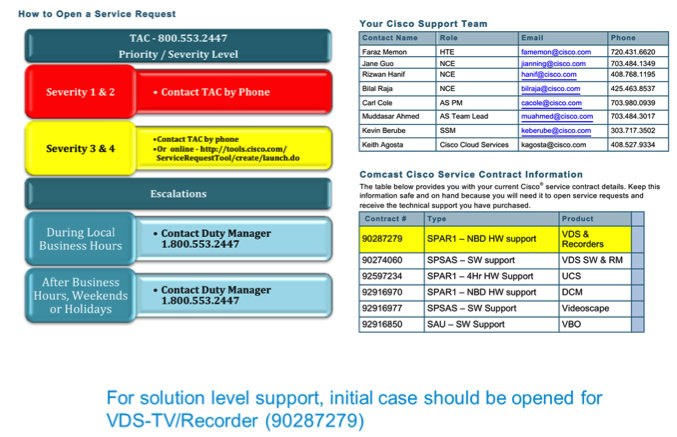 How to Open a Service Request
TAC - 800.553.2447
Priority / Severity Level
Severity 1 & 2
• Contact TAC by Phone
Severity 3 & 4
•Contact TAC by phone
•Or online - http://tools.cisco.com/
ServiceRequestTool/create/launch.do
Escalations
During Local
Business Hours
• Contact Duty Manager
1.800.553.2447
After Business
Hours, Weekends
or Holidays
• Contact Duty Manager
1.800.553.2447
Your Cisco Support Team
Contact Name Role Email Phone
Faraz Memon HTE famemon@cisco.com 720.431.6620
Jane Guo NCE jianning@cisco.com 703.484.1349
Rizwan Hanif NCE hanif@cisco.com 408.768.1195
Bilal Raja NCE bilraja@cisco.com 425.463.8537
Carl Cole AS PM cacole@cisco.com 703.980.0939
Muddasar Ahmed AS Team Lead muahmed@cisco.com 703.484.3017
Kevin Berube SSM keberube@cisco.com 303.717.3502
Keith Agosta Cisco Cloud Services kagosta@cisco.com 408.527.9334
Comcast Cisco Service Contract Information
The table below provides you with your current Cisco® service contract details. Keep this
information safe and on hand because you will need it to open service requests and
receive the technical support you have purchased.
Contract # Type Product
90287279 SPAR1 – NBD HW support VDS &
Recorders
90274060 SPSAS – SW support VDS SW & RM
92597234 SPAR1 – 4Hr HW Support UCS
92916970 SPAR1 – NBD HW support DCM
92916977 SPSAS – SW Support Videoscape
92916850 SAU – SW Support VBO
For solution level support, initial case should be opened for
VDS-TV/Recorder (90287279)